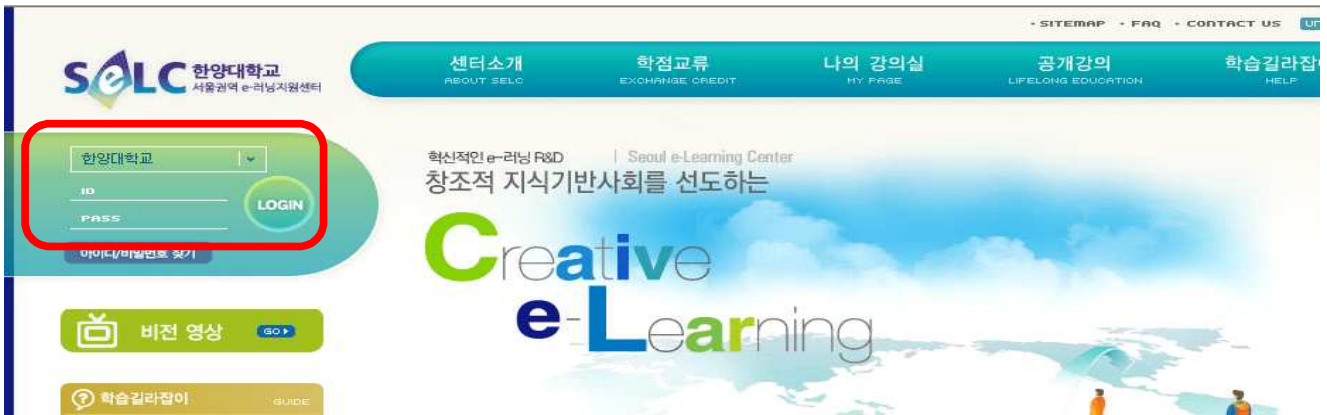 • SITEMAP • FAQ • CONTACT US
SELC 한양대학교
서울권역 e-러닝지원센터
센터소개 학점교류 나의 강의실 공개강의 학습길라잡이
ABOUT SELC EXCHANGE CREDIT MY PAGE LIFELONG EDUCATION HELP
한양대학교
ID
PASS
LOGIN
아이디/비밀번호 찾기
혁신적인 e-러닝 R&D | Seoul e-Learning Center
창조적 지식기반사회를 선도하는
Creative
e-Learning
비전 영상 GO
학습길라잡이 GUIDE